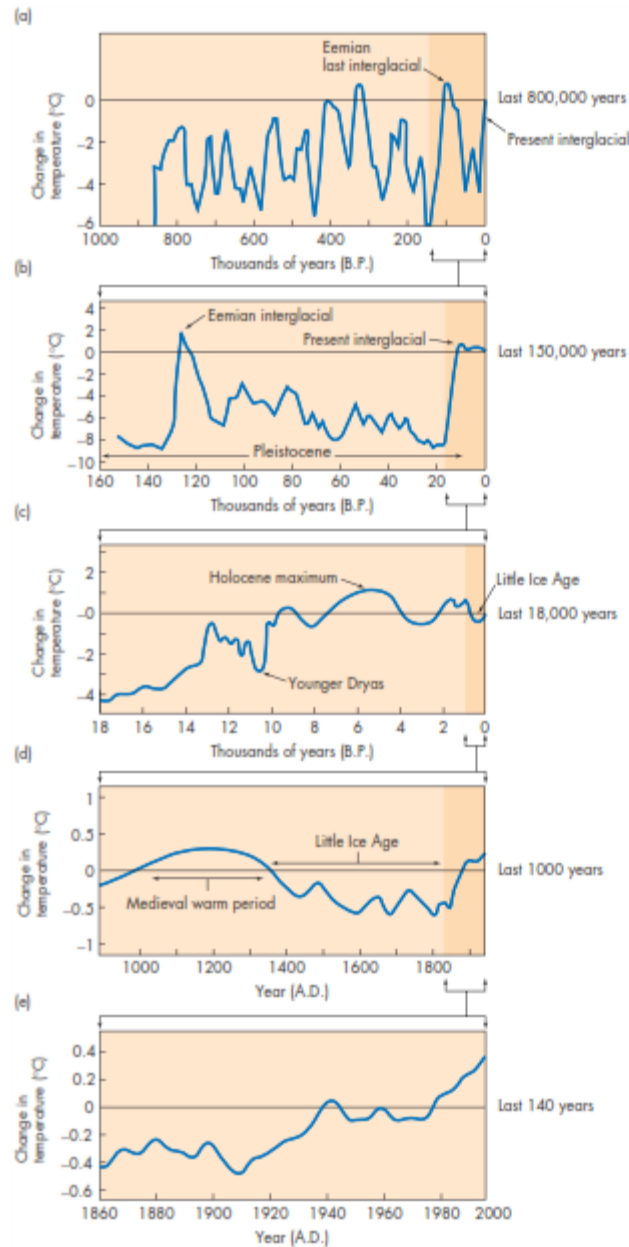 (a)
Eemian
last interglacial
Last 800,000 years
Present interglacial
Change in
temperature (°C)
0
–2
–4
–6
1000 800 600 400 200 0
Thousands of years (B.P.)
(b)
Eemian interglacial
Present interglacial
Last 150,000 years
Change in
temperature (°C)
4
2
0
–2
–4
–6
–8
–10
Pleistocene
160 140 120 100 80 60 40 20 0
Thousands of years (B.P.)
(c)
Holocene maximum
Little Ice Age
Last 18,000 years
Younger Dryas
Change in
temperature (°C)
2
–0
–2
–4
18 16 14 12 10 8 6 4 2 0
Thousands of years (B.P.)
(d)
Little Ice Age
Last 1000 years
Medieval warm period
Change in
temperature (°C)
1
0.5
0
–0.5
–1
1000 1200 1400 1600 1800
Year (A.D.)
(e)
Last 140 years
Change in
temperature (°C)
0.4
0.2
0
–0.2
–0.4
–0.6
1860 1880 1900 1920 1940 1960 1980 2000
Year (A.D.)